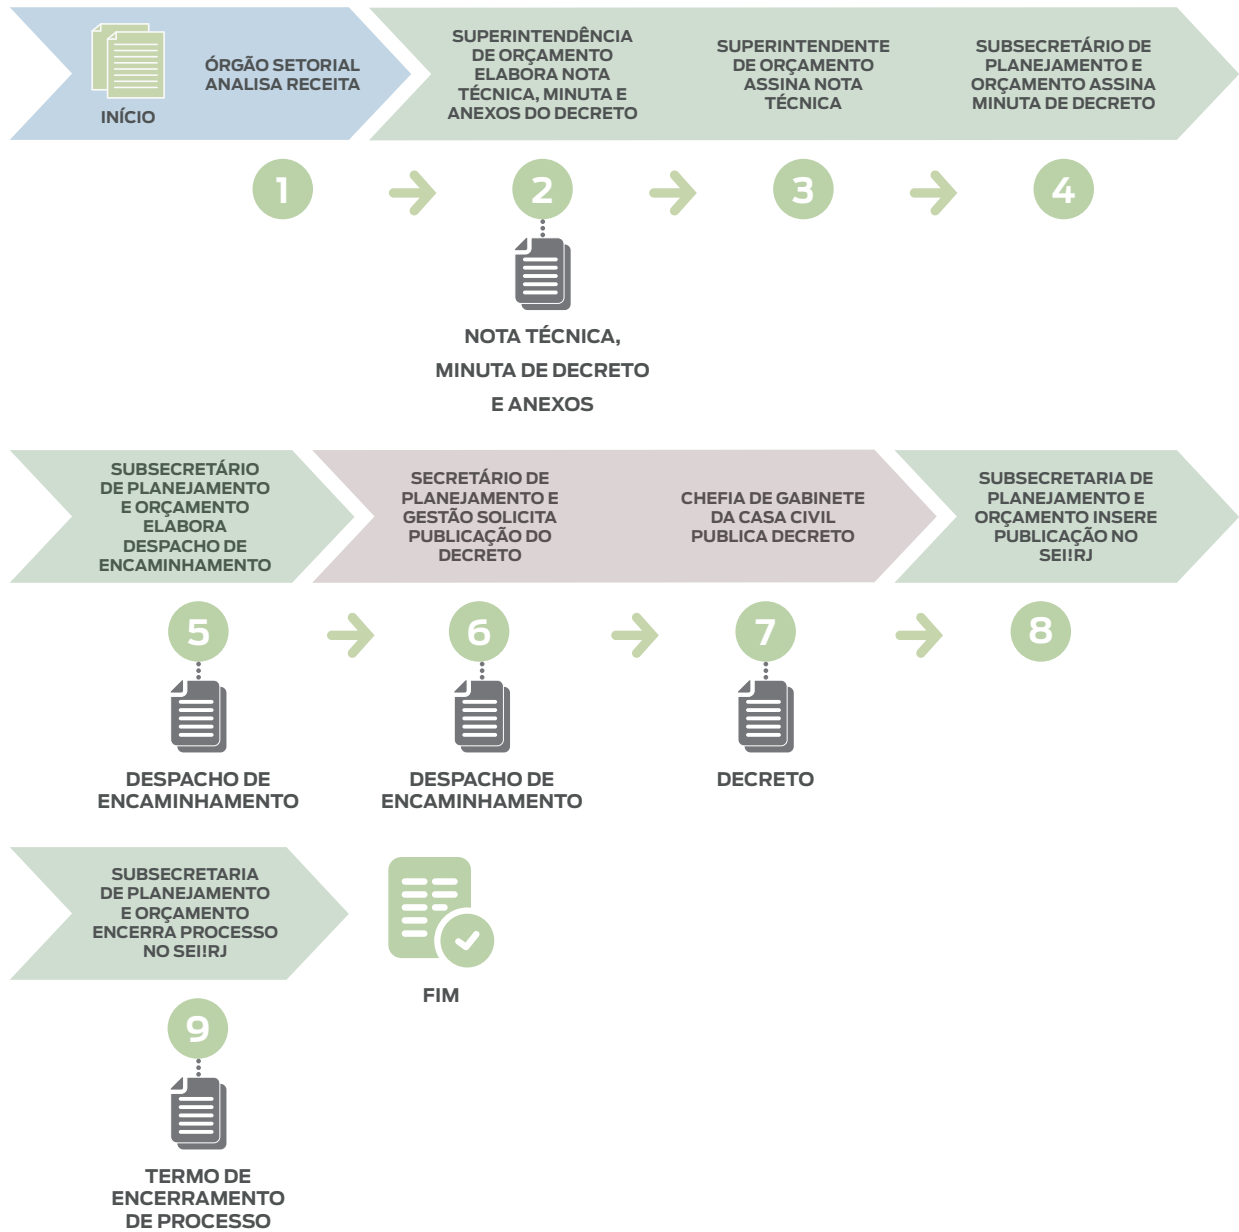 INÍCIO
ÓRGÃO SETORIAL
ANALISA RECEITA
SUPERINTENDÊNCIA
DE ORÇAMENTO
ELABORA NOTA
TÉCNICA, MINUTA E
ANEXOS DO DECRETO
SUPERINTENDENTE
DE ORÇAMENTO
ASSINA NOTA
TÉCNICA
SUBSECRETÁRIO DE
PLANEJAMENTO E
ORÇAMENTO ASSINA
MINUTA DE DECRETO
1
2
3
4
NOTA TÉCNICA,
MINUTA DE DECRETO
E ANEXOS
SUBSECRETÁRIO
DE PLANEJAMENTO
E ORÇAMENTO
ELABORA
DESPACHO DE
ENCAMINHAMENTO
SECRETÁRIO DE
PLANEJAMENTO E
GESTÃO SOLICITA
PUBLICAÇÃO DO
DECRETO
CHEFIA DE GABINETE
DA CASA CIVIL
PUBLICA DECRETO
SUBSECRETARIA DE
PLANEJAMENTO E
ORÇAMENTO INSERE
PUBLICAÇÃO NO
SEI!RJ
5
6
7
8
DESPACHO DE
ENCAMINHAMENTO
DESPACHO DE
ENCAMINHAMENTO
DECRETO
SUBSECRETARIA
DE PLANEJAMENTO
E ORÇAMENTO
ENCERRA PROCESSO
NO SEI!RJ
FIM
9
TERMO DE
ENCERRAMENTO
DE PROCESSO